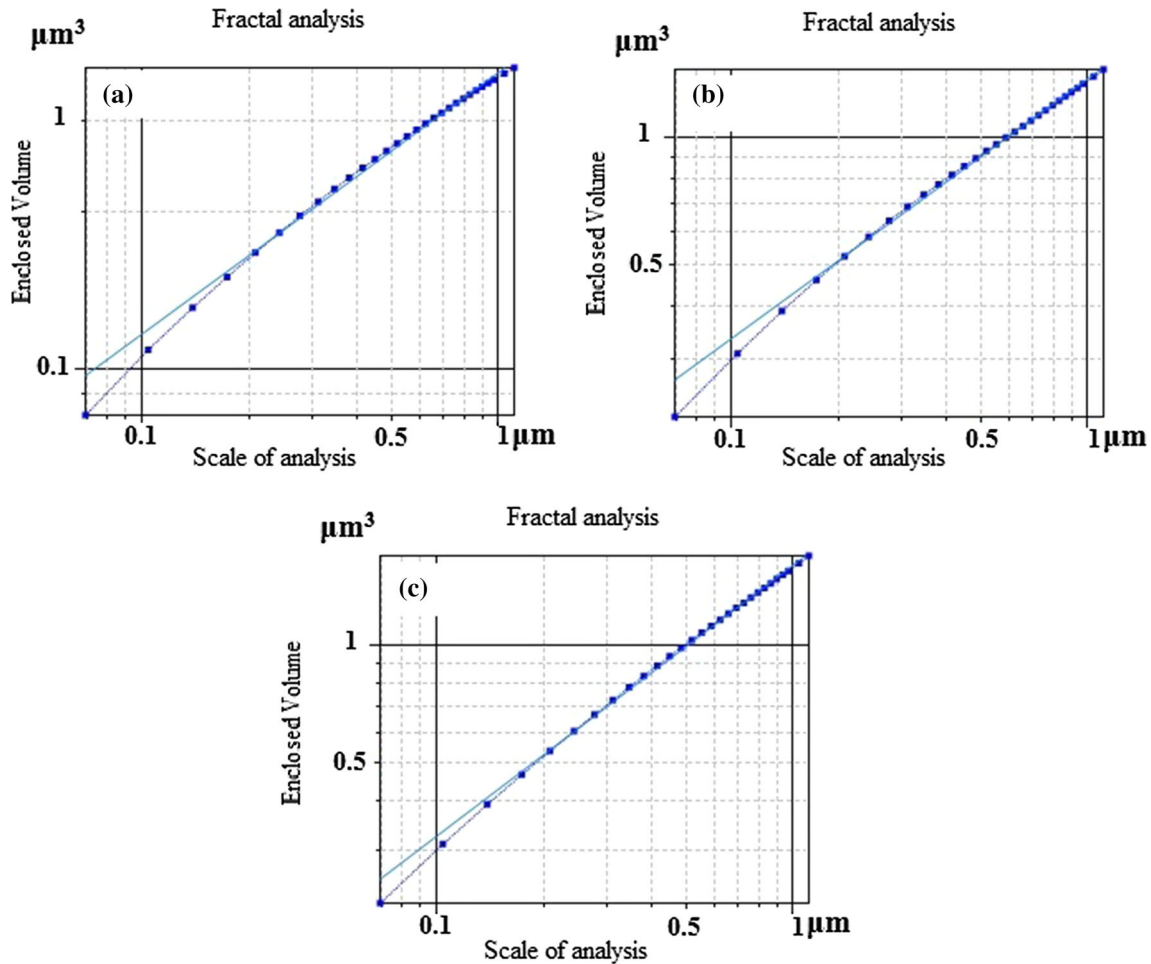 Fractal analysis
µm³
(a)
1
Enclosed Volume
0.1
0.1 0.5 1µm
Scale of analysis
Fractal analysis
µm³
(b)
1
Enclosed Volume
0.5
0.1 0.5 1µm
Scale of analysis
Fractal analysis
µm³
(c)
1
Enclosed Volume
0.5
0.1 0.5 1µm
Scale of analysis